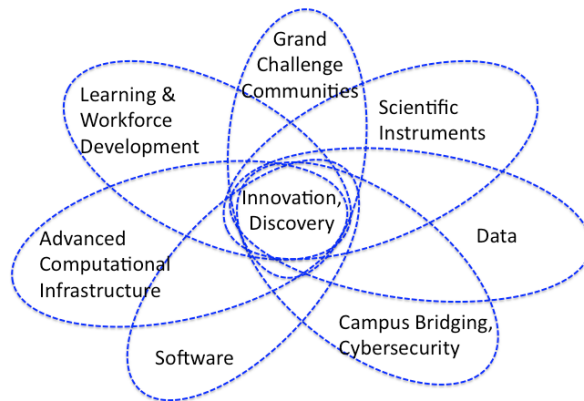 Grand
Challenge
Communities
Learning &
Workforce
Development
Scientific
Instruments
Innovation,
Discovery
Data
Advanced
Computational
Infrastructure
Campus Bridging,
Cybersecurity
Software